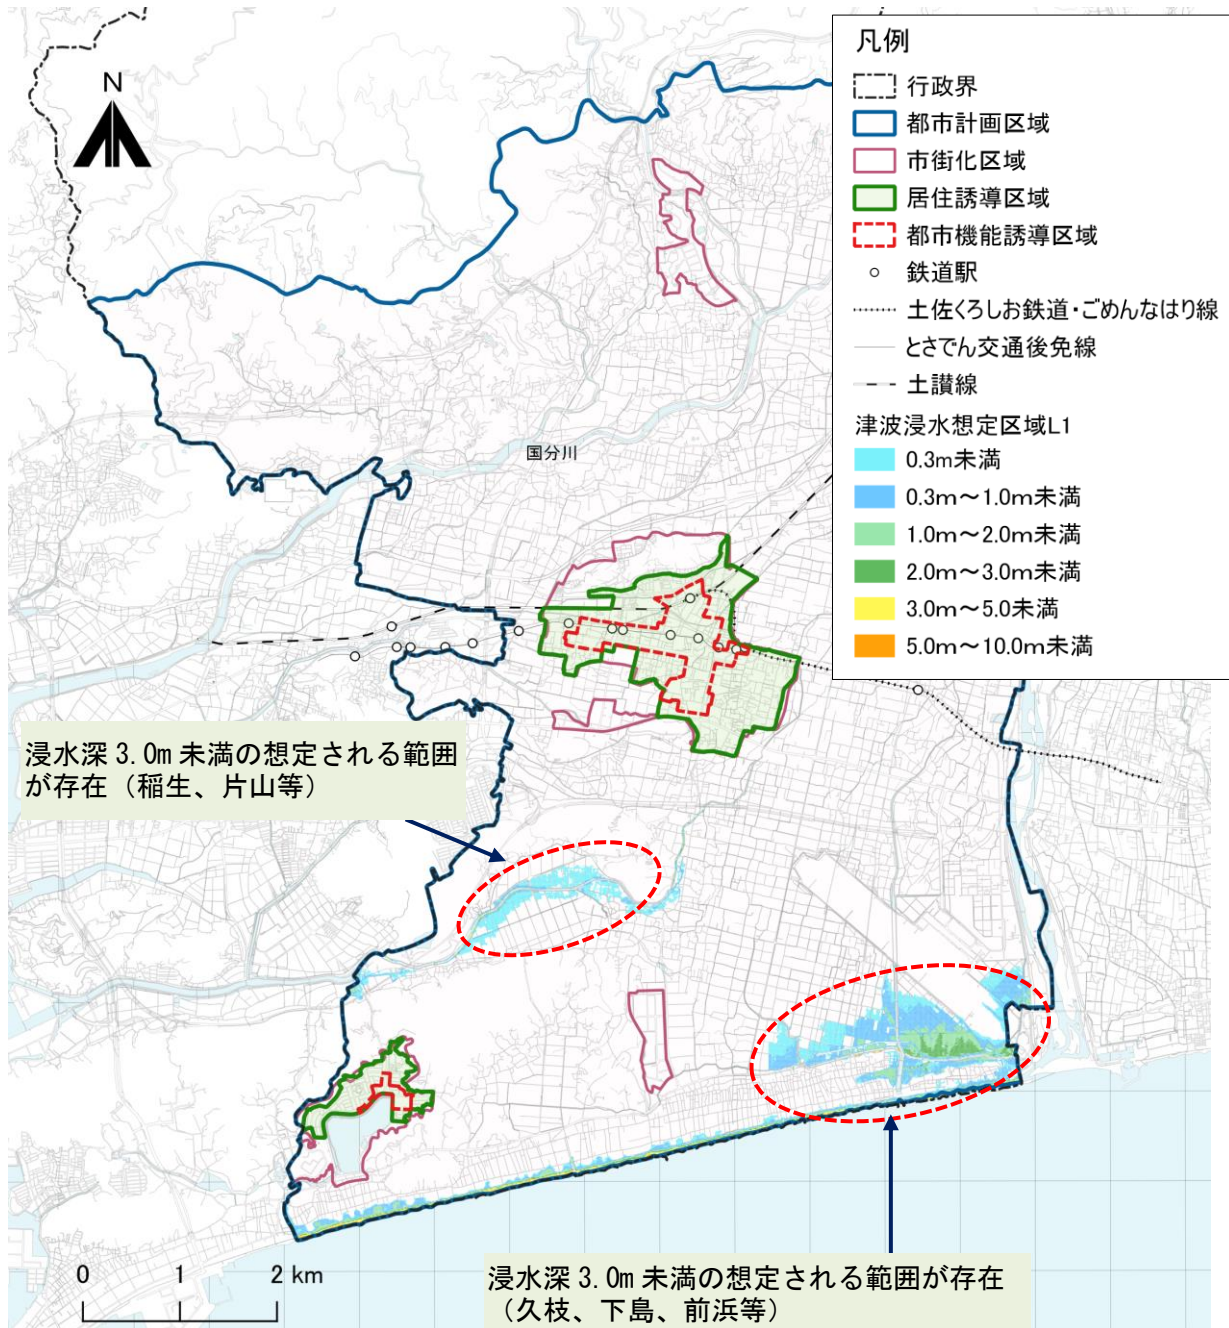 N
凡例
行政界
都市計画区域
市街化区域
居住誘導区域
都市機能誘導区域
鉄道駅
土佐くろしお鉄道・ごめんなはり線
とさでん交通後免線
土讃線
津波浸水想定区域L1
0.3m未満
0.3m～1.0m未満
1.0m～2.0m未満
2.0m～3.0m未満
3.0m～5.0未満
5.0m～10.0m未満
国分川
浸水深 3.0m 未満の想定される範囲
が存在（稲生、片山等）
0 1 2 km
浸水深 3.0m 未満の想定される範囲が存在
（久枝、下島、前浜等）